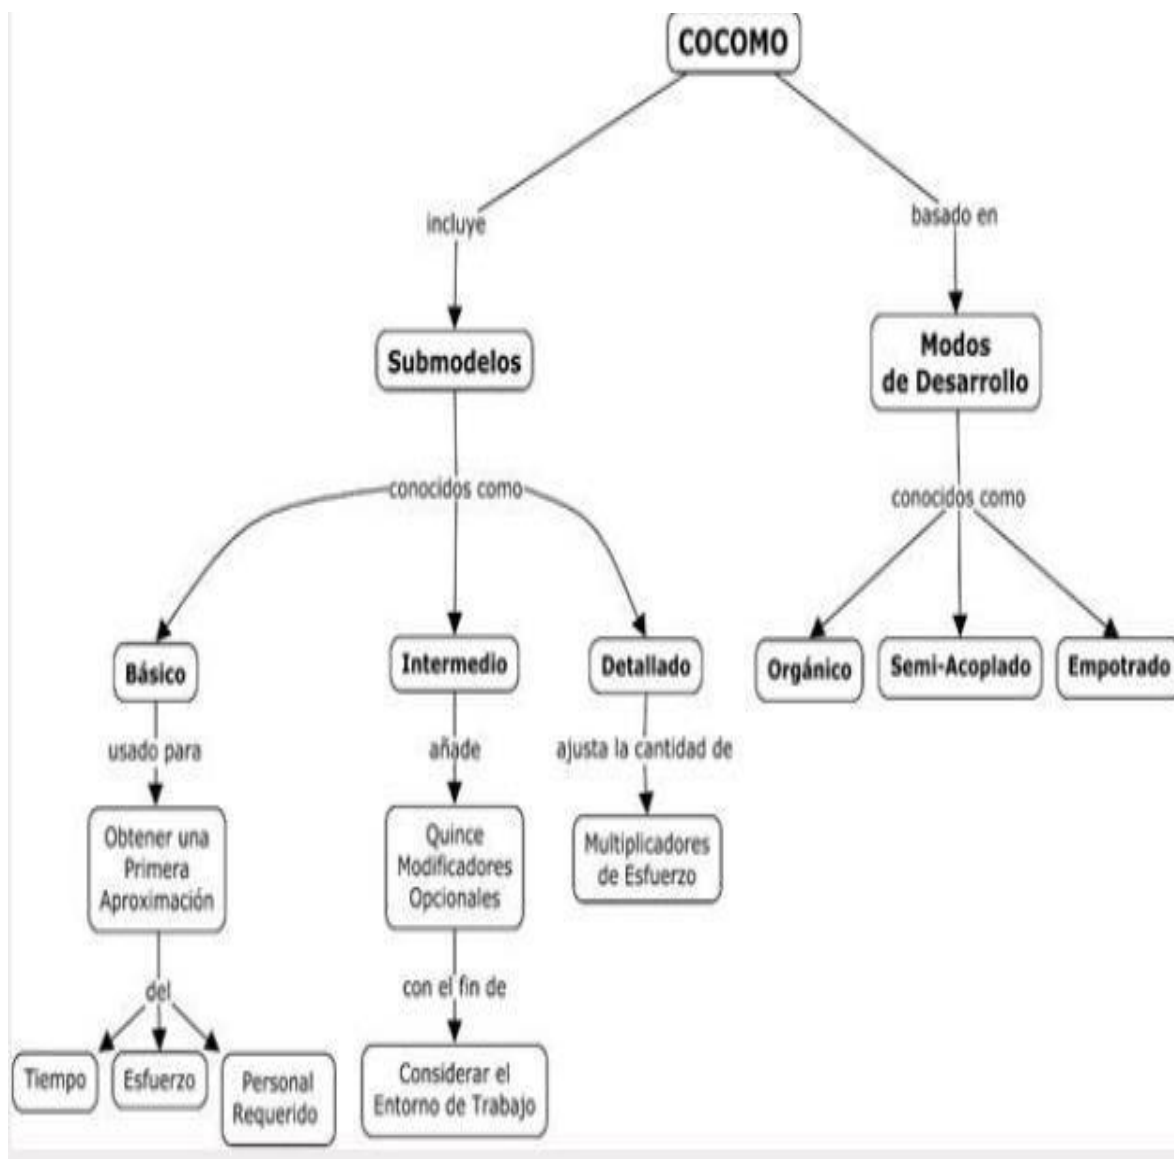 COCOMO
incluye
basado en
Submodelos
Modos
de Desarrollo
conocidos como
conocidos como
Básico
Intermedio
Detallado
Orgánico
Semi-Acoplado
Empotrado
usado para
añade
ajusta la cantidad de
Obtener una
Primera
Aproximación
Quince
Modificadores
Opcionales
Multiplicadores
de Esfuerzo
del
con el fin de
Tiempo
Esfuerzo
Personal
Requerido
Considerar el
Entorno de Trabajo